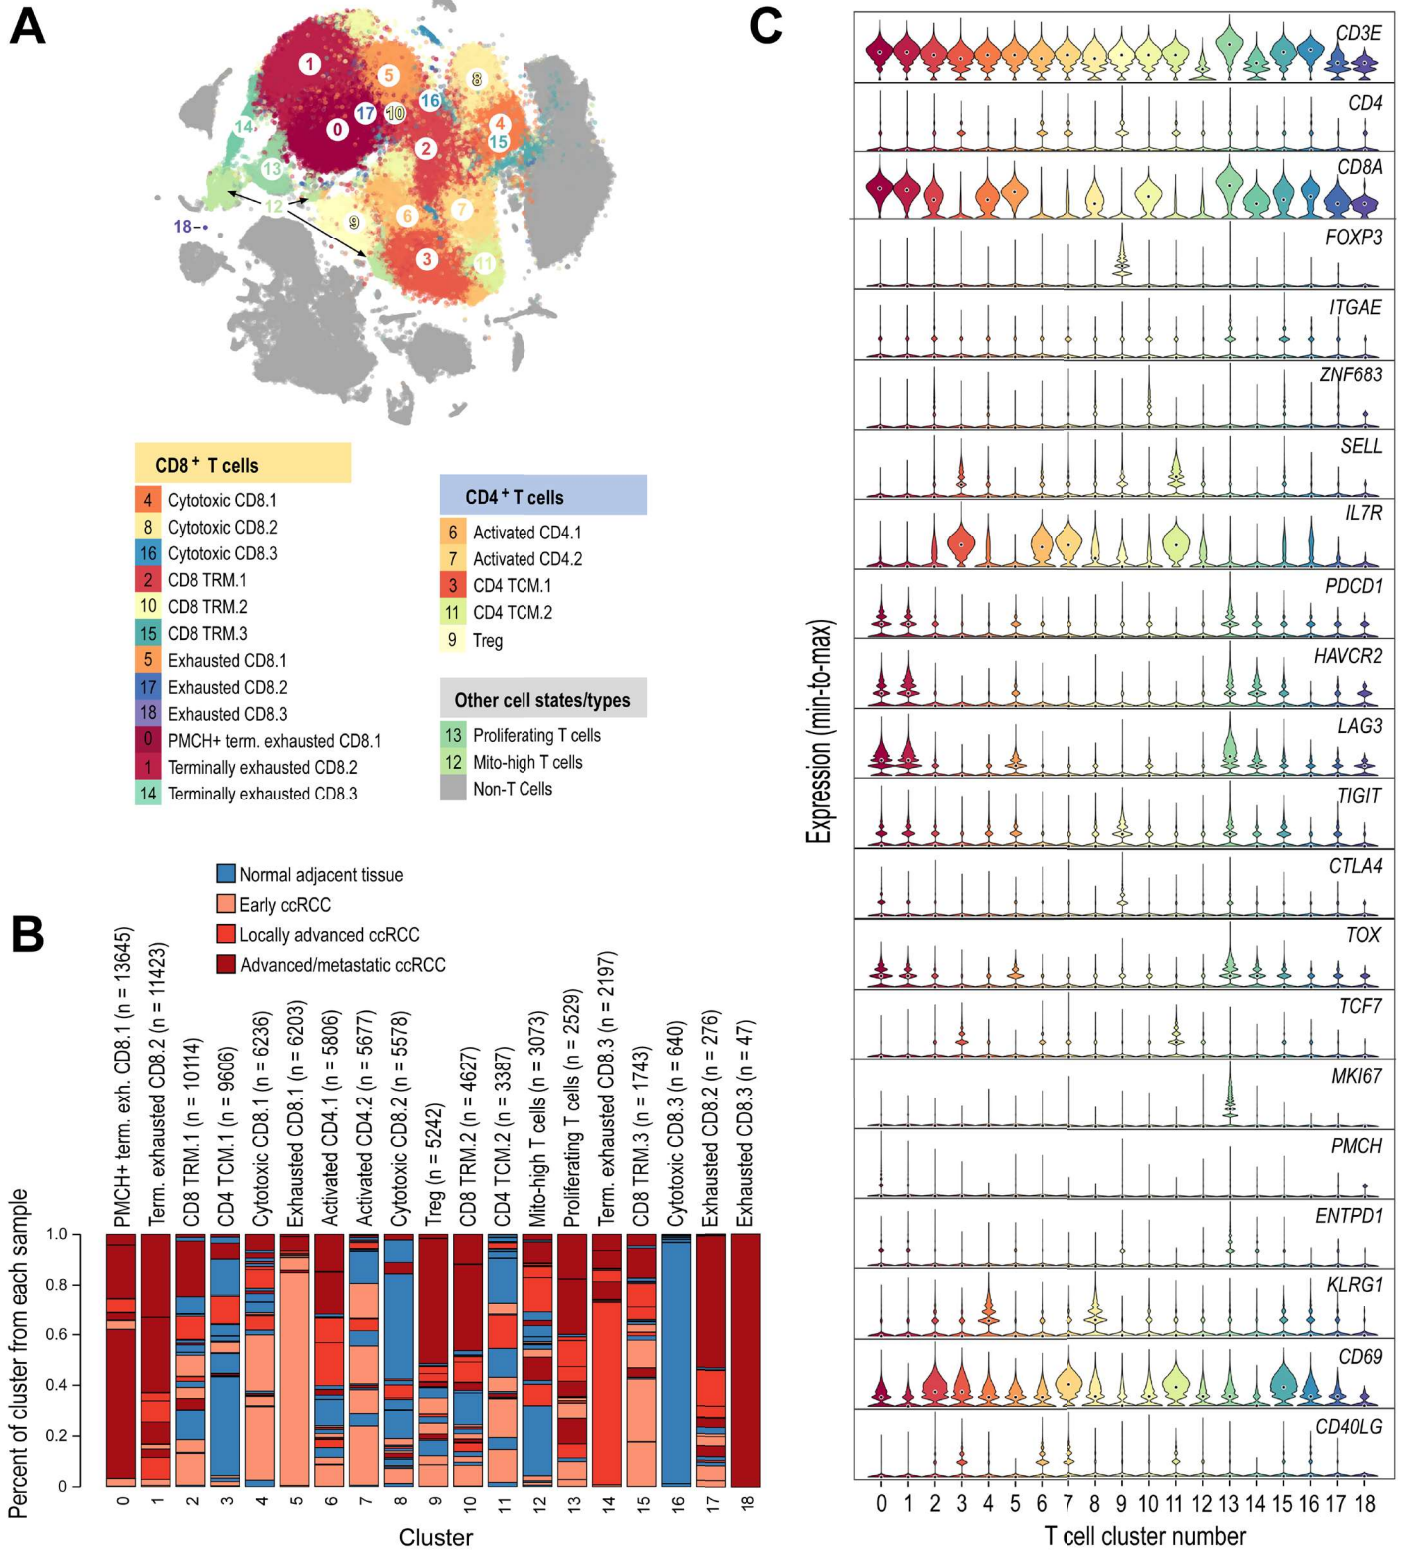 A
1
5
8
16
17
10
4
14
0
15
2
13
12
18
9
6
7
3
11
CD8+ T cells
4 Cytotoxic CD8.1
8 Cytotoxic CD8.2
16 Cytotoxic CD8.3
2 CD8 TRM.1
10 CD8 TRM.2
15 CD8 TRM.3
5 Exhausted CD8.1
17 Exhausted CD8.2
18 Exhausted CD8.3
0 PMCH+ term. exhausted CD8.1
1 Terminally exhausted CD8.2
14 Terminally exhausted CD8.3
CD4+ T cells
6 Activated CD4.1
7 Activated CD4.2
3 CD4 TCM.1
11 CD4 TCM.2
9 Treg
Other cell states/types
13 Proliferating T cells
12 Mito-high T cells
Non-T Cells
B
Normal adjacent tissue
Early ccRCC
Locally advanced ccRCC
Advanced/metastatic ccRCC
PMCH+ term. exh. CD8.1 (n = 13645)
Term. exhausted CD8.2 (n = 11423)
CD8 TRM.1 (n = 10114)
CD4 TCM.1 (n = 9606)
Cytotoxic CD8.1 (n = 6236)
Exhausted CD8.1 (n = 6203)
Activated CD4.1 (n = 5806)
Activated CD4.2 (n = 5677)
Cytotoxic CD8.2 (n = 5578)
Treg (n = 5242)
CD8 TRM.2 (n = 4627)
CD4 TCM.2 (n = 3387)
Mito-high T cells (n = 3073)
Proliferating T cells (n = 2529)
Term. exhausted CD8.3 (n = 2197)
CD8 TRM.3 (n = 1743)
Cytotoxic CD8.3 (n = 640)
Exhausted CD8.2 (n = 276)
Exhausted CD8.3 (n = 47)
Percent of cluster from each sample
1.0
0.8
0.6
0.4
0.2
0
0 1 2 3 4 5 6 7 8 9 10 11 12 13 14 15 16 17 18
Cluster
C
Expression (min-to-max)
CD3E
CD4
CD8A
FOXP3
ITGAE
ZNF683
SELL
IL7R
PDCD1
HAVCR2
LAG3
TIGIT
CTLA4
TOX
TCF7
MKI67
PMCH
ENTPD1
KLRG1
CD69
CD40LG
0 1 2 3 4 5 6 7 8 9 10 11 12 13 14 15 16 17 18
T cell cluster number